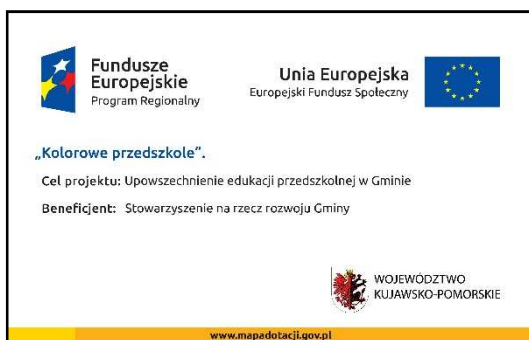 Fundusze
Europejskie
Program Regionalny
Unia Europejska
Europejski Fundusz Społeczny
„Kolorowe przedszkole”.
Cel projektu: Upowszechnienie edukacji przedszkolnej w Gminie
Beneficjent: Stowarzyszenie na rzecz rozwoju Gminy
WOJEWÓDZTWO
KUJAWSKO-POMORSKIE
www.mapadotacji.gov.pl